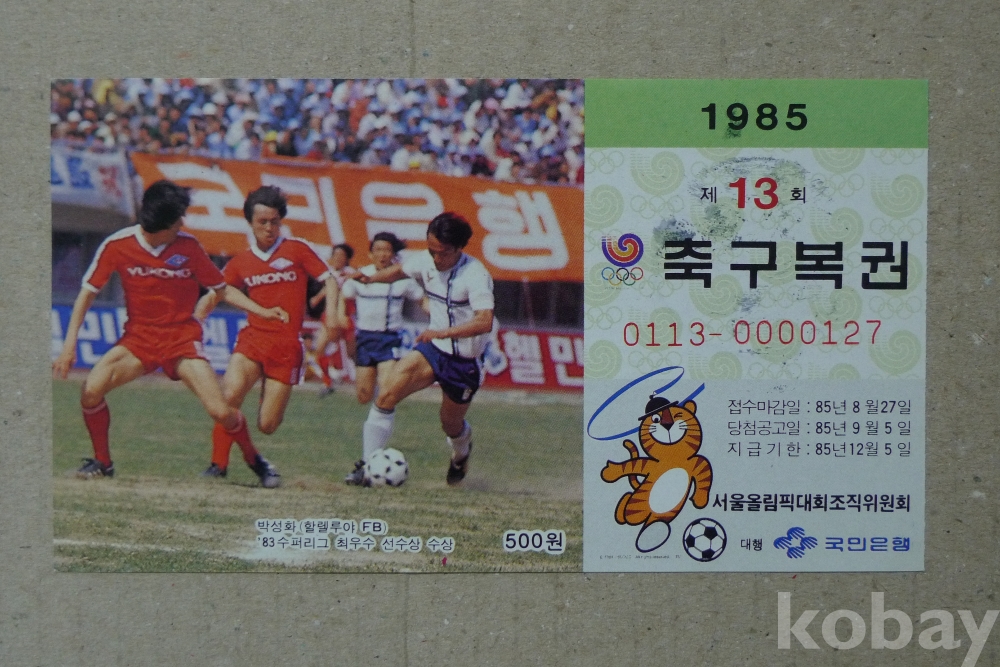 국민은행
YUKONG
YUKONG
박성화(할렐루야 FB)
'83수퍼리그 최우수 선수상 수상
500원
1985
제 13 회
축구복권
0113-0000127
접수마감일 : 85년 8월27일
당첨공고일 : 85년 9월 5일
지급기한 : 85년12월 5일
서울올림픽대회조직위원회
대행 국민은행
kobay